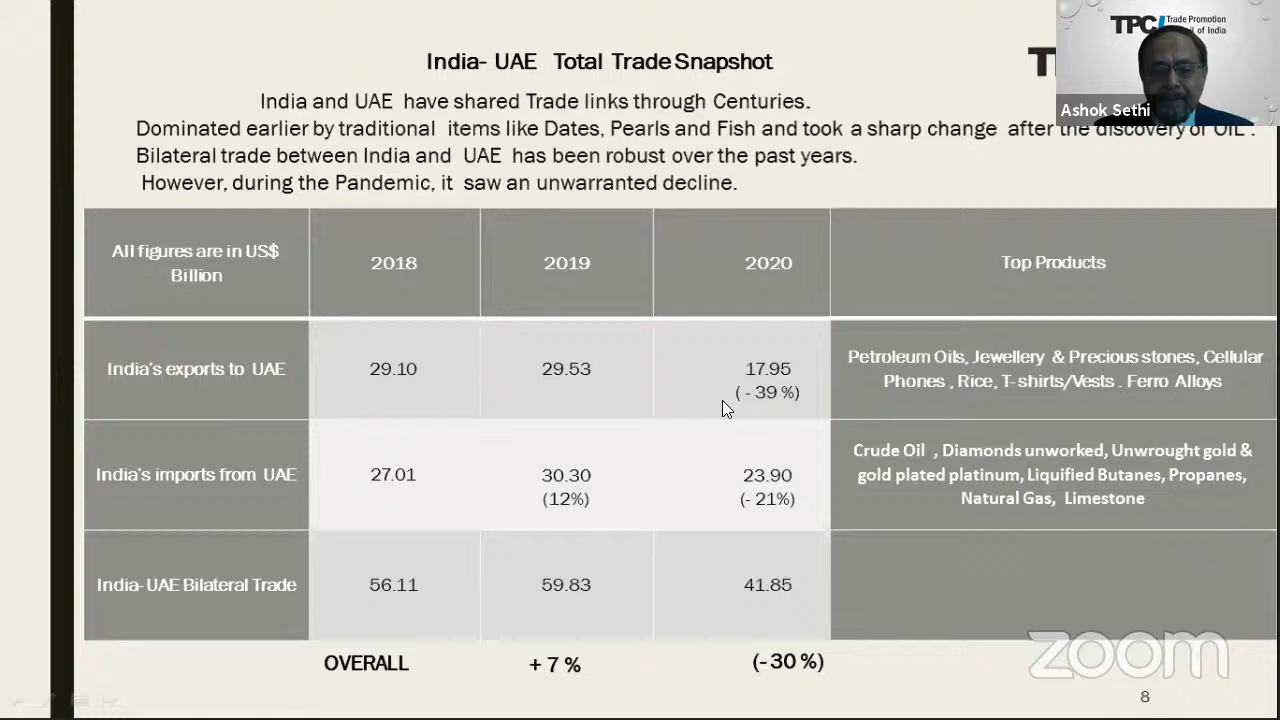 India- UAE Total Trade Snapshot
TPC/ Trade Promotion
il of India
Ashok Sethi
India and UAE have shared Trade links through Centuries.
Dominated earlier by traditional items like Dates, Pearls and Fish and took a sharp change after the discovery of OIL .
Bilateral trade between India and UAE has been robust over the past years.
However, during the Pandemic, it saw an unwarranted decline.
All figures are in US$
Billion
2018
2019
2020
Top Products
India's exports to UAE
29.10
29.53
17.95
( - 39 %)
Petroleum Oils, Jewellery & Precious stones, Cellular
Phones , Rice, T- shirts/Vests . Ferro Alloys
India's imports from UAE
27.01
30.30
(12%)
23.90
(- 21%)
Crude Oil , Diamonds unworked, Unwrought gold &
gold plated platinum, Liquified Butanes, Propanes,
Natural Gas, Limestone
India- UAE Bilateral Trade
56.11
59.83
41.85
OVERALL
+ 7 %
(- 30 %)
zoom
8